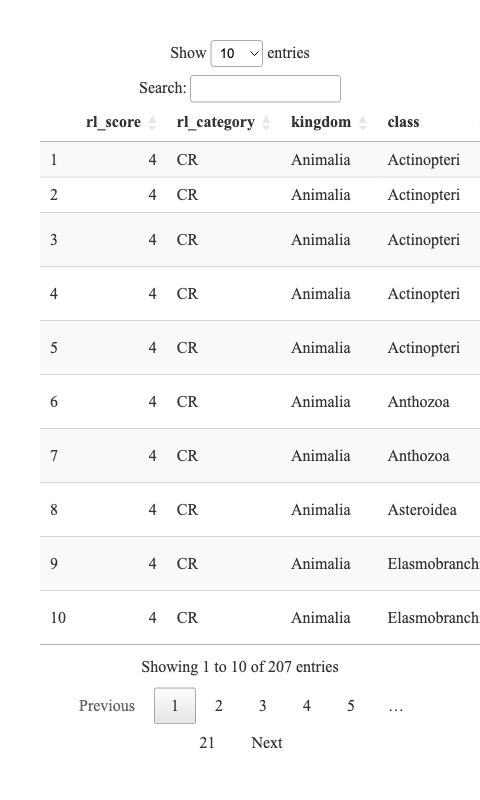 Show 10 entries
Search:
rl_score rl_category kingdom class
1 4 CR Animalia Actinopteri
2 4 CR Animalia Actinopteri
3 4 CR Animalia Actinopteri
4 4 CR Animalia Actinopteri
5 4 CR Animalia Actinopteri
6 4 CR Animalia Anthozoa
7 4 CR Animalia Anthozoa
8 4 CR Animalia Asteroidea
9 4 CR Animalia Elasmobranch
10 4 CR Animalia Elasmobranch
Showing 1 to 10 of 207 entries
Previous 1 2 3 4 5 …
21 Next